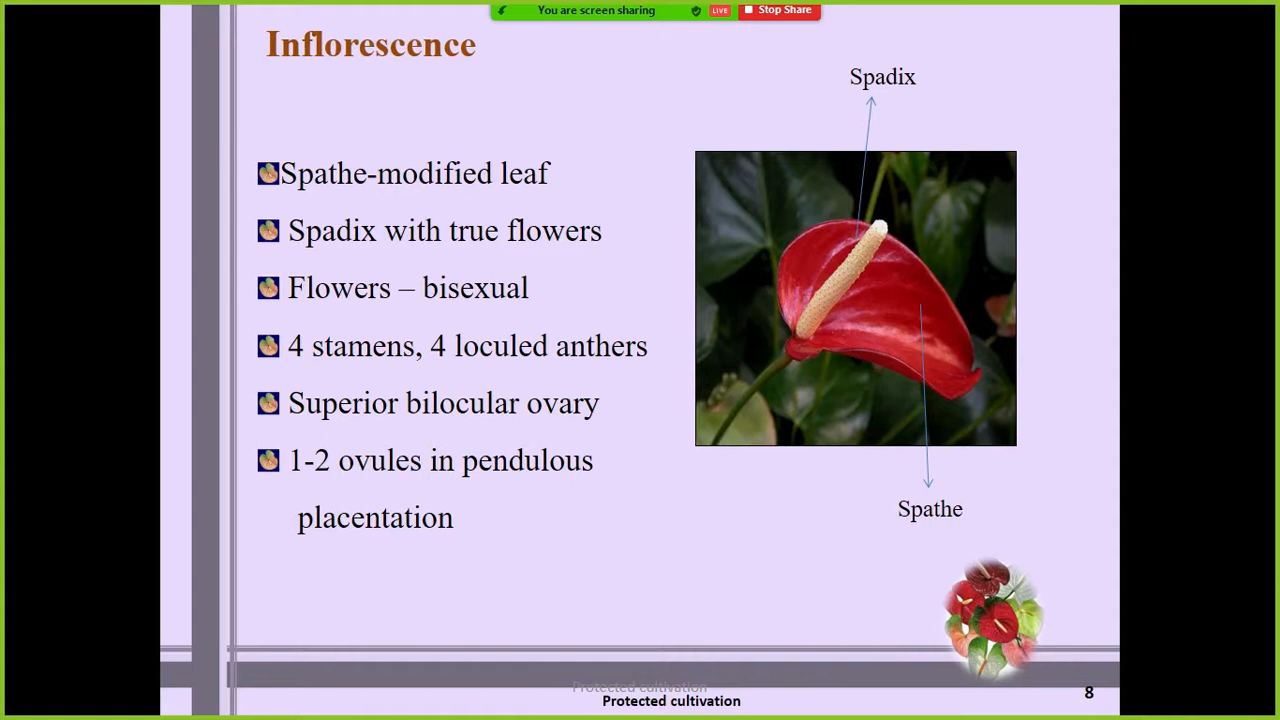 You are screen sharing
LIVE
Stop Share
Inflorescence
Spadix
Spathe-modified leaf
Spadix with true flowers
Flowers – bisexual
4 stamens, 4 loculed anthers
Superior bilocular ovary
1-2 ovules in pendulous
placentation
Spathe
Protected cultivation
Protected cultivation
8